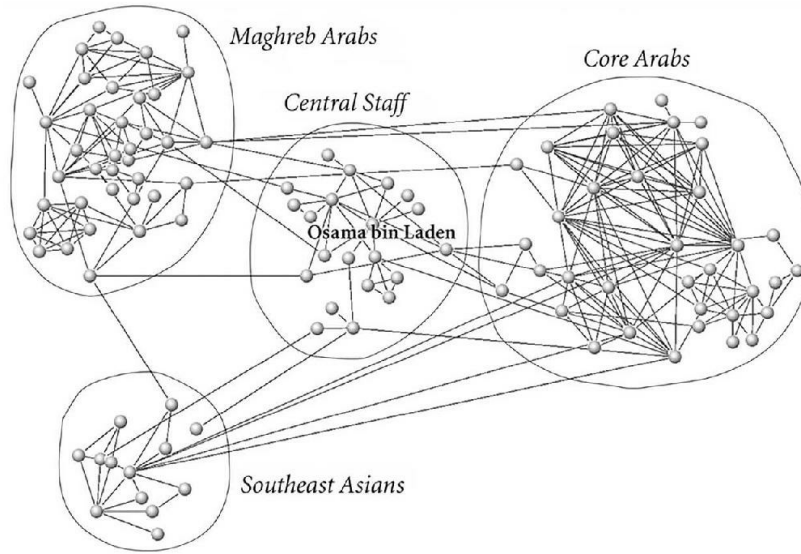 Maghreb Arabs
Core Arabs
Central Staff
Osama bin Laden
Southeast Asians